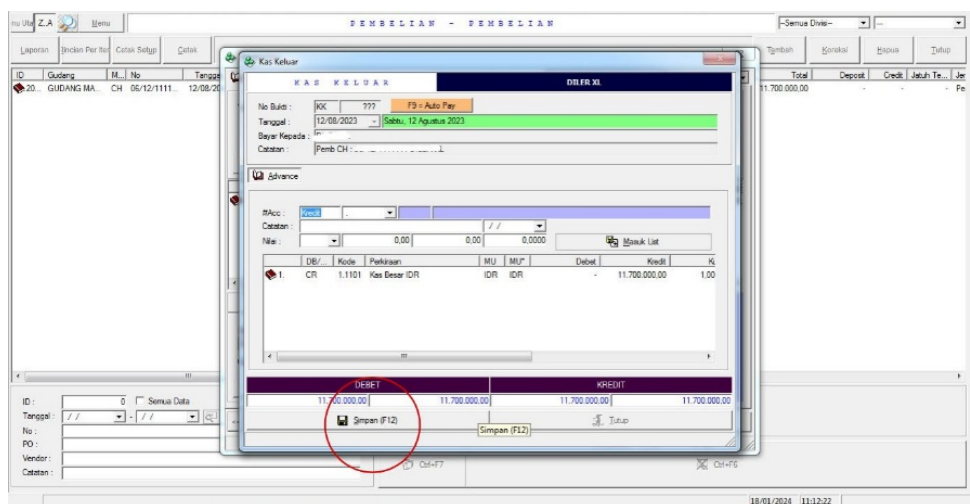 nu Uta Z..A Menu PEMBELIAN - PEMBELIAN --Semua Divisi-- --
Laporan Rincian Per Iter Catak Setup Catak Tambah Koreksi Hapus Tutup
ID Gudang M... No Tangga Total Deposit Credit Jatuh Te... Jer
20... GUDANG MA... CH 06/12/1111... 12/08/20 11.700.000,00 - - - Pe
Kas Keluar
KAS KELUAR DILER XL
No Bukti : KK ??? F9 = Auto Pay
Tanggal : 12/08/2023 Sabtu, 12 Agustus 2023
Bayar Kepada :
Catatan : Pemb CH :
Advance
#Acc : Kredit .
Catatan : / /
Nilai : 0,00 0,00 0,0000 Masuk List
DB/... Kode Perkiraan MU MU* Debet Kredit Ku
1. CR 1.1101 Kas Besar IDR IDR IDR - 11.700.000,00 1,00
DEBET KREDIT
11.700.000.00 11.700.000.00 11.700.000.00 11.700.000.00
Simpan (F12) Tutup
Simpan (F12)
ID : 0 Semua Data
Tanggal : / / - / /
No :
PO :
Vendor :
Catatan :
Ctrl+F7 Ctrl+F6
18/01/2024 11:12:22